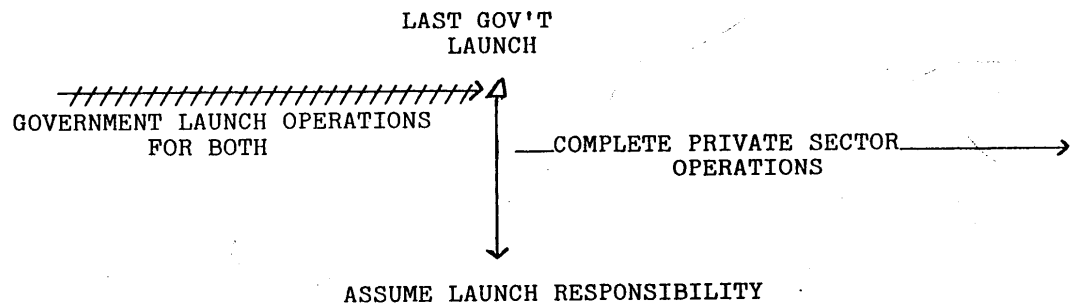 LAST GOV'T
LAUNCH
GOVERNMENT LAUNCH OPERATIONS
FOR BOTH
COMPLETE PRIVATE SECTOR
OPERATIONS
ASSUME LAUNCH RESPONSIBILITY